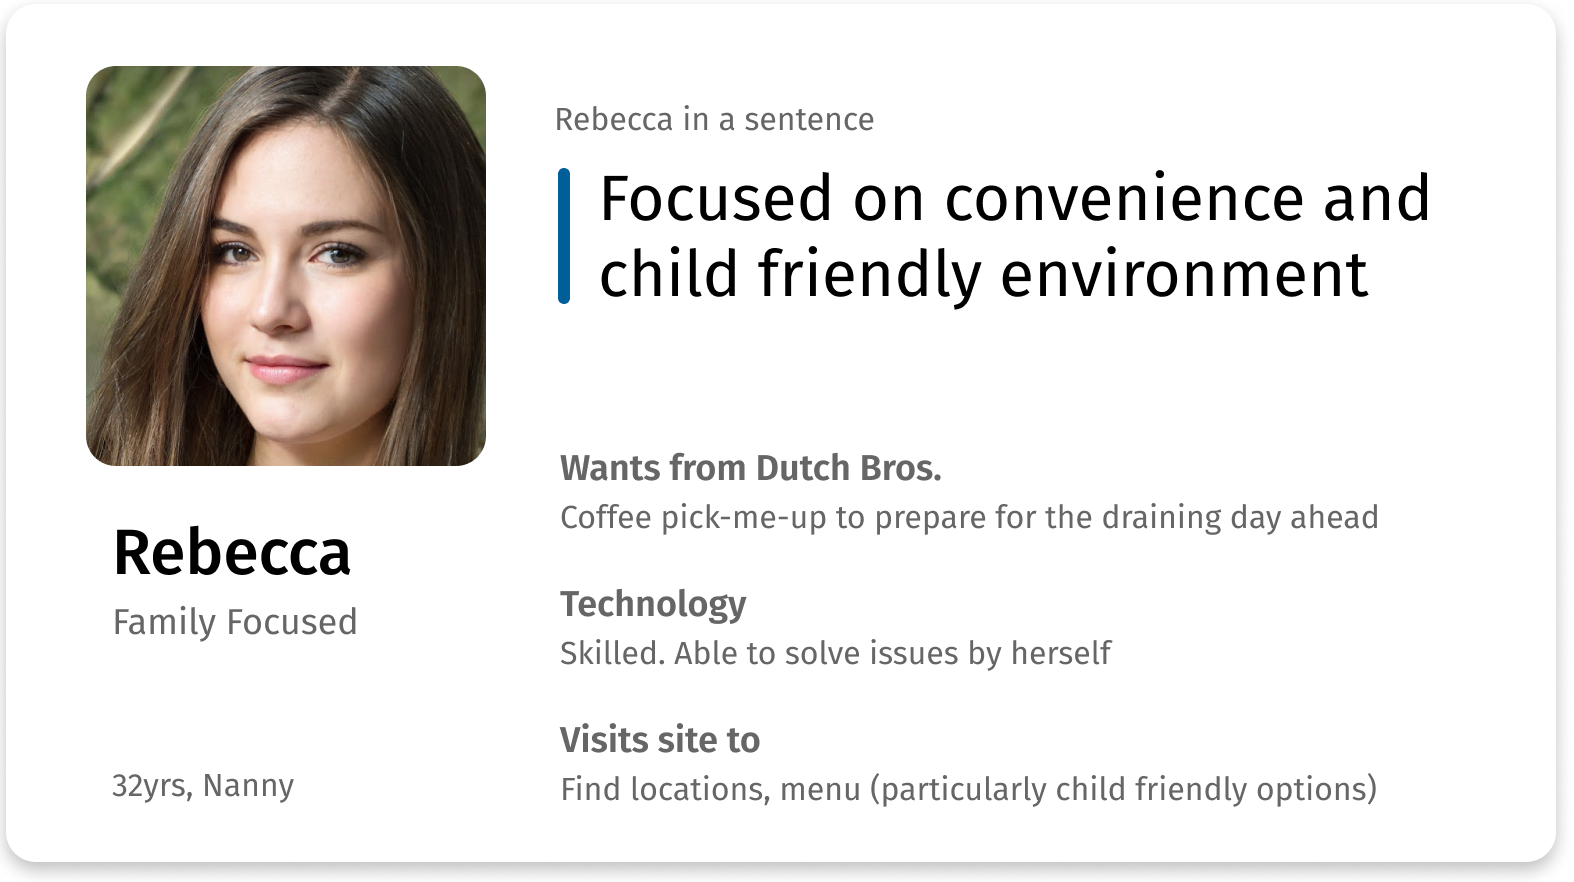 Rebecca in a sentence
Focused on convenience and
child friendly environment
Rebecca
Family Focused
32yrs, Nanny
Wants from Dutch Bros.
Coffee pick-me-up to prepare for the draining day ahead
Technology
Skilled. Able to solve issues by herself
Visits site to
Find locations, menu (particularly child friendly options)